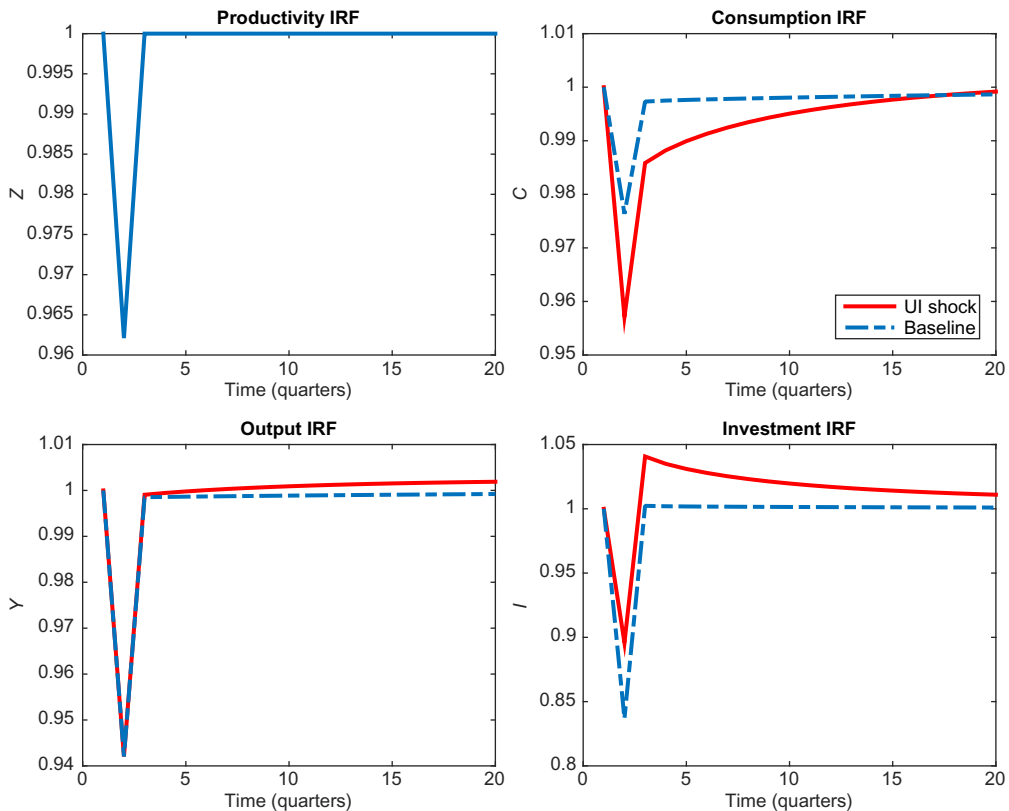 Productivity IRF
1
0.995
0.99
0.985
0.98
0.975
0.97
0.965
0.96
Z
0 5 10 15 20
Time (quarters)
Consumption IRF
1.01
1
0.99
0.98
0.97
0.96
0.95
C
UI shock
Baseline
0 5 10 15 20
Time (quarters)
Output IRF
1.01
1
0.99
0.98
0.97
0.96
0.95
0.94
Y
0 5 10 15 20
Time (quarters)
Investment IRF
1.05
1
0.95
0.9
0.85
0.8
I
0 5 10 15 20
Time (quarters)